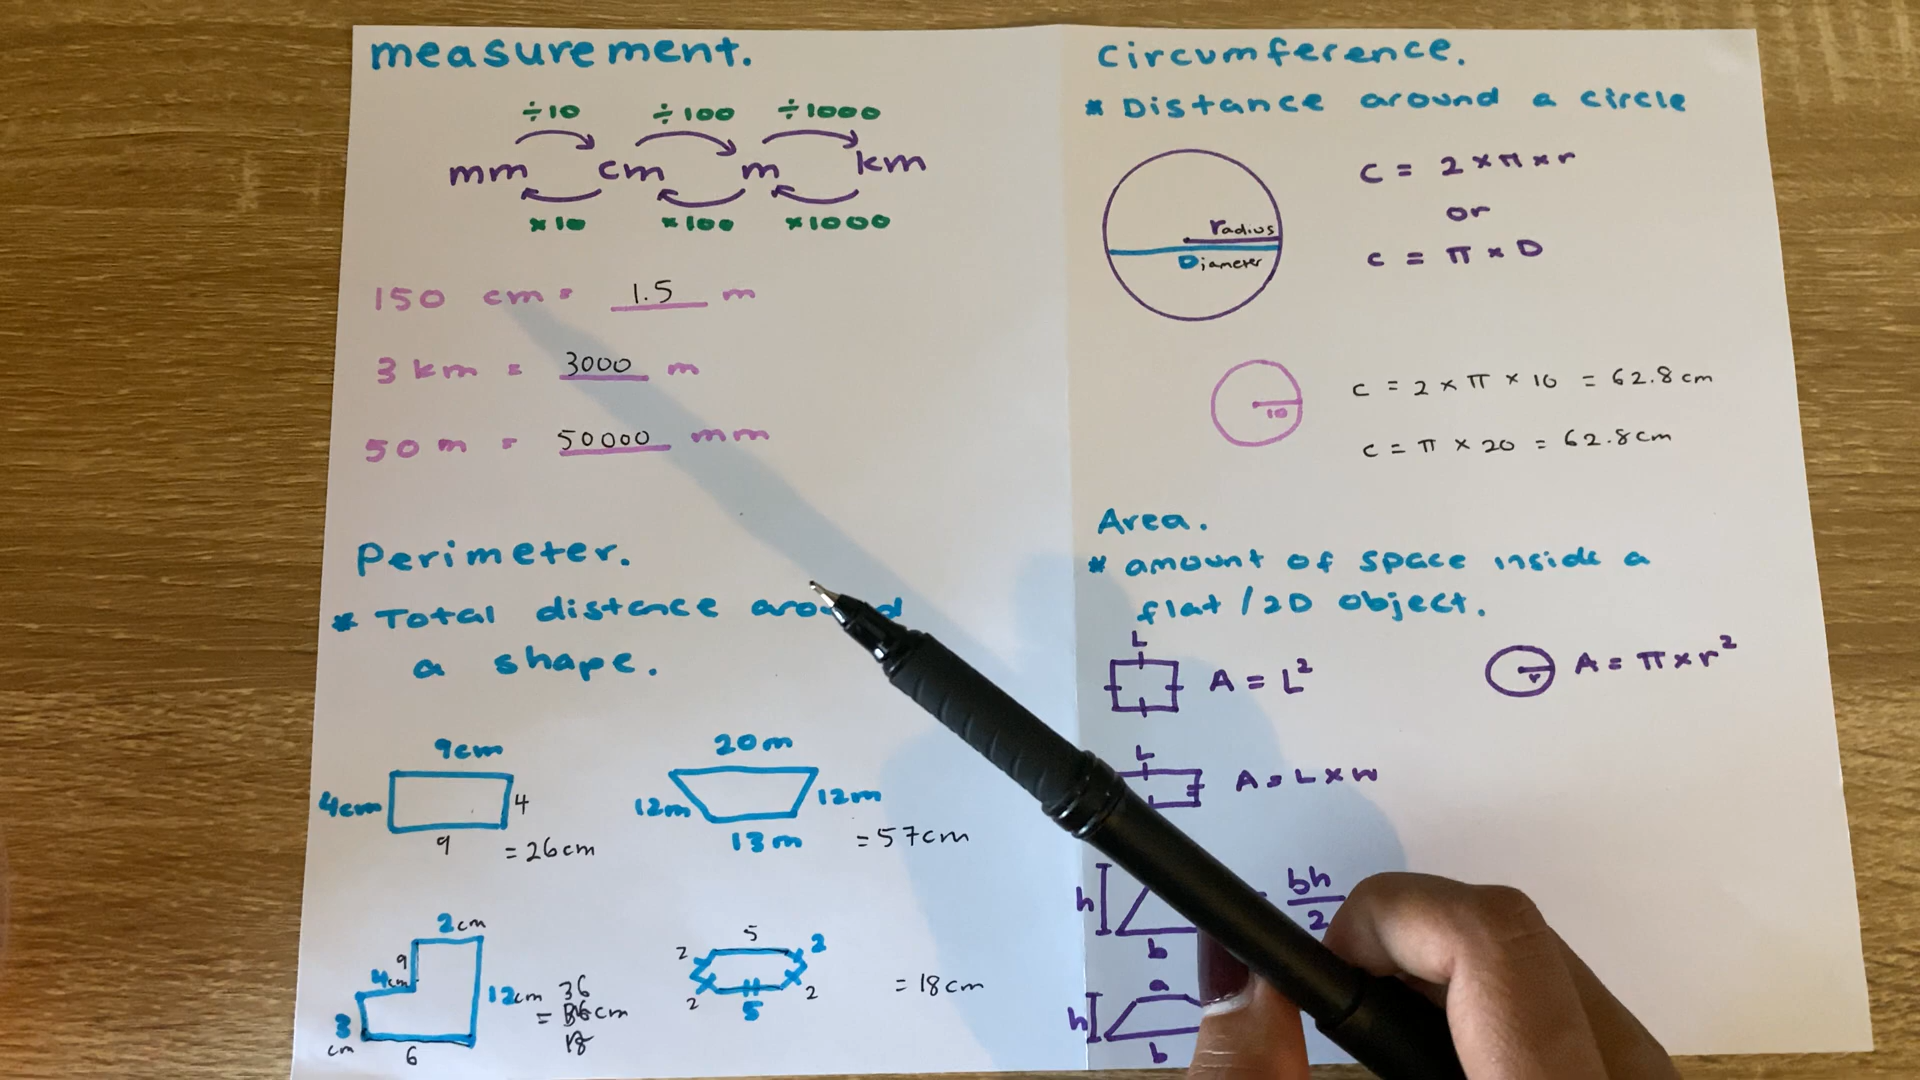 measurement.
÷10 ÷100 ÷1000
mm cm m km
×10 ×100 ×1000
150 cm = 1.5 m
3 km = 3000 m
50 m = 50000 mm
Perimeter.
* Total distance around
a shape.
9cm
4cm 4
9 = 26cm
20m
12m 12m
13m = 57cm
2cm
9
4cm
12cm 36
= cm
3
cm
6
18
5
2 2
2 2
5
= 18cm
circumference.
* Distance around a circle
radius
Diameter
C = 2 × π × r
or
c = π × D
10
c = 2 × π × 10 = 62.8cm
c = π × 20 = 62.8cm
Area.
* amount of space inside a
flat / 2D object.
L
A = L²
r
A = π × r²
L
A = L × W
h
b
= bh
2
a
h
b